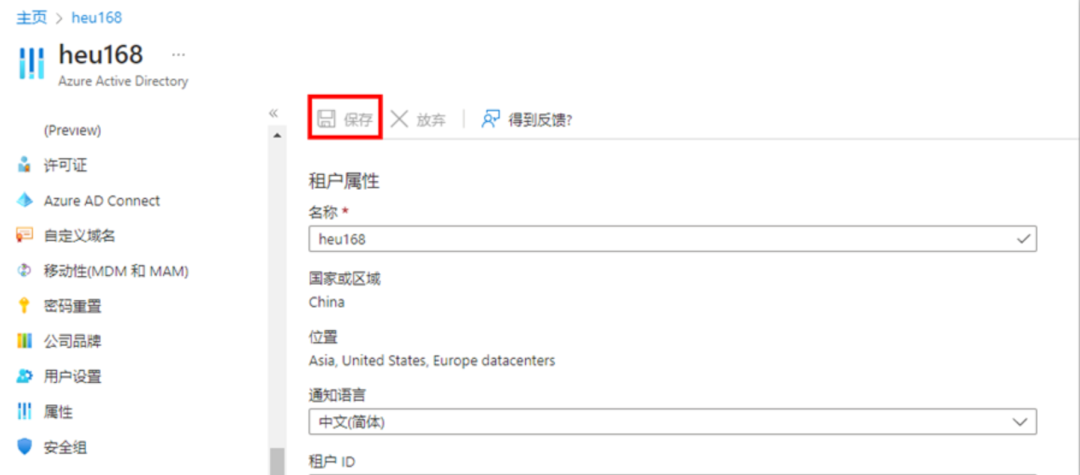 主页 > heu168
heu168 ...
Azure Active Directory
«
(Preview)
许可证
Azure AD Connect
自定义域名
移动性(MDM 和 MAM)
密码重置
公司品牌
用户设置
属性
安全组
保存 放弃 得到反馈?
租户属性
名称 *
heu168
国家或区域
China
位置
Asia, United States, Europe datacenters
通知语言
中文(简体)
租户 ID